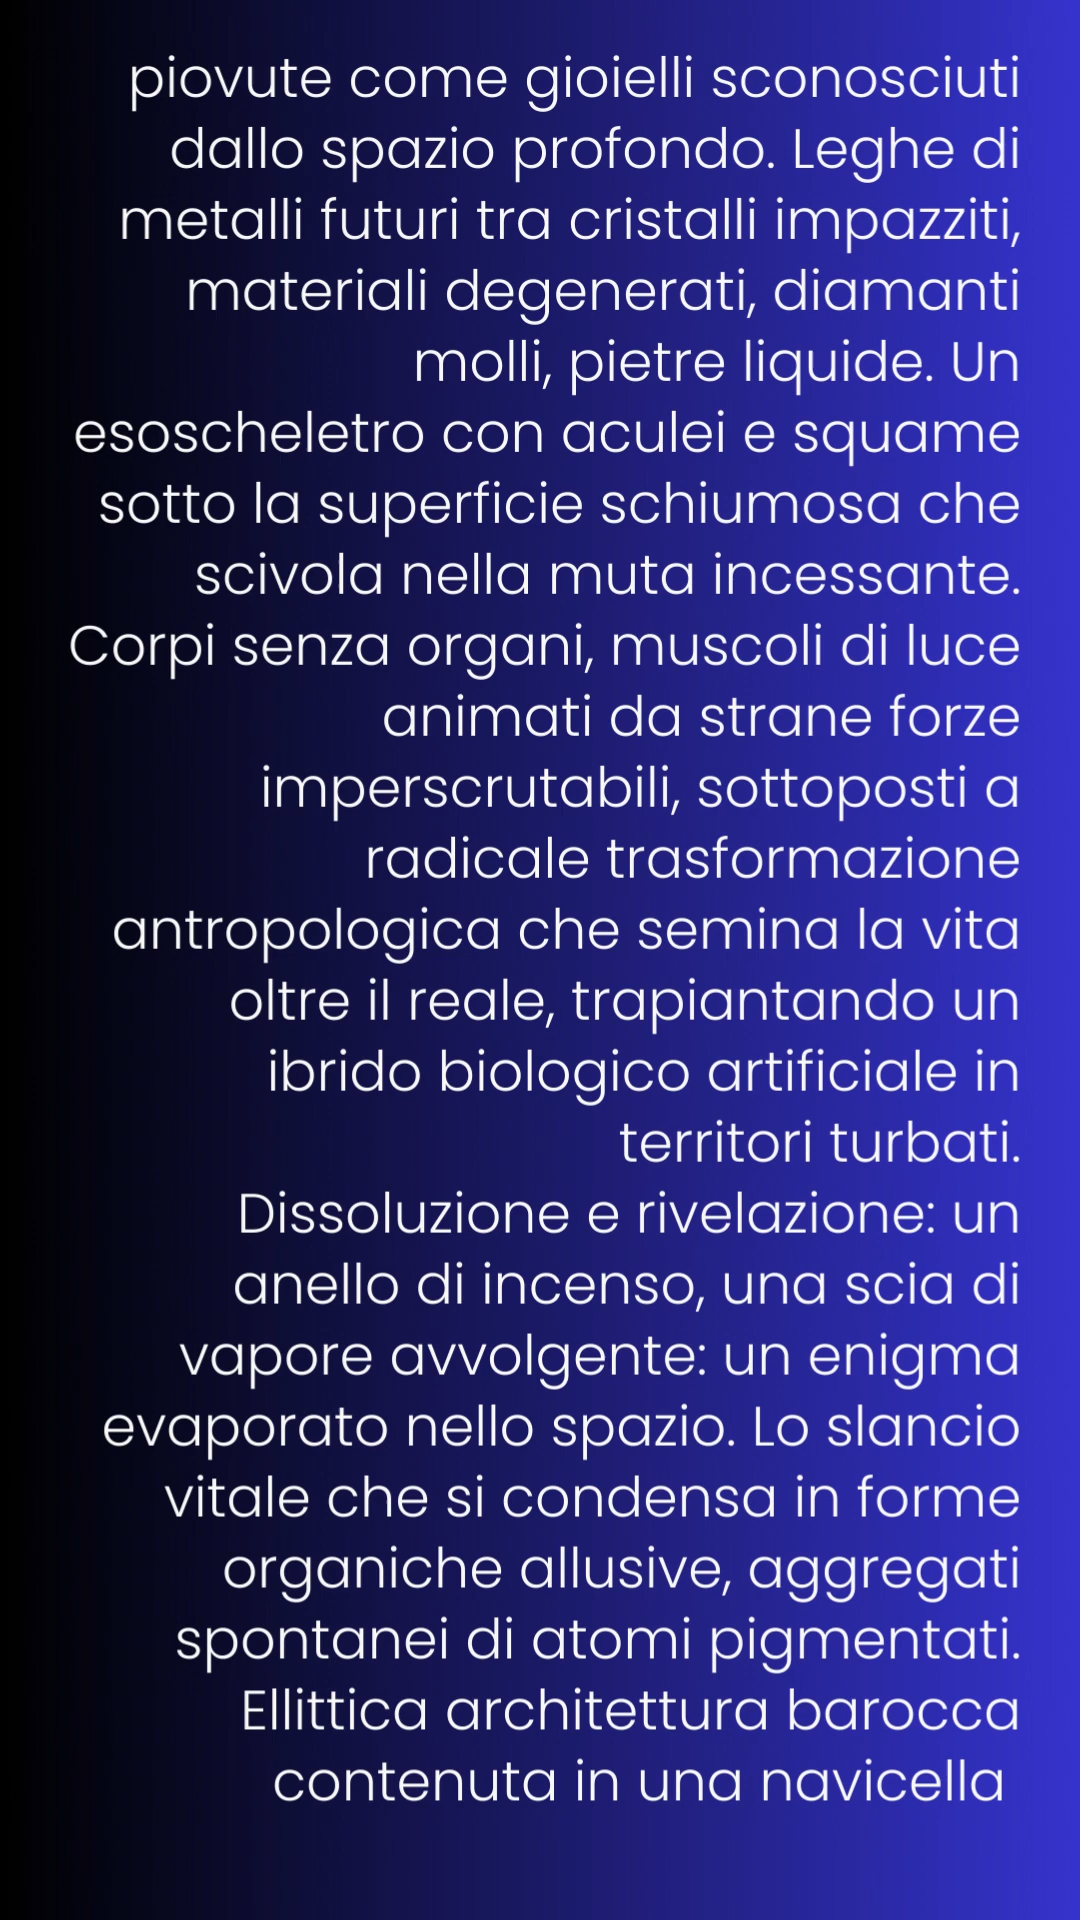 piovute come gioielli sconosciuti
dallo spazio profondo. Leghe di
metalli futuri tra cristalli impazziti,
materiali degenerati, diamanti
molli, pietre liquide. Un
esoscheletro con aculei e squame
sotto la superficie schiumosa che
scivola nella muta incessante.
Corpi senza organi, muscoli di luce
animati da strane forze
imperscrutabili, sottoposti a
radicale trasformazione
antropologica che semina la vita
oltre il reale, trapiantando un
ibrido biologico artificiale in
territori turbati.
Dissoluzione e rivelazione: un
anello di incenso, una scia di
vapore avvolgente: un enigma
evaporato nello spazio. Lo slancio
vitale che si condensa in forme
organiche allusive, aggregati
spontanei di atomi pigmentati.
Ellittica architettura barocca
contenuta in una navicella